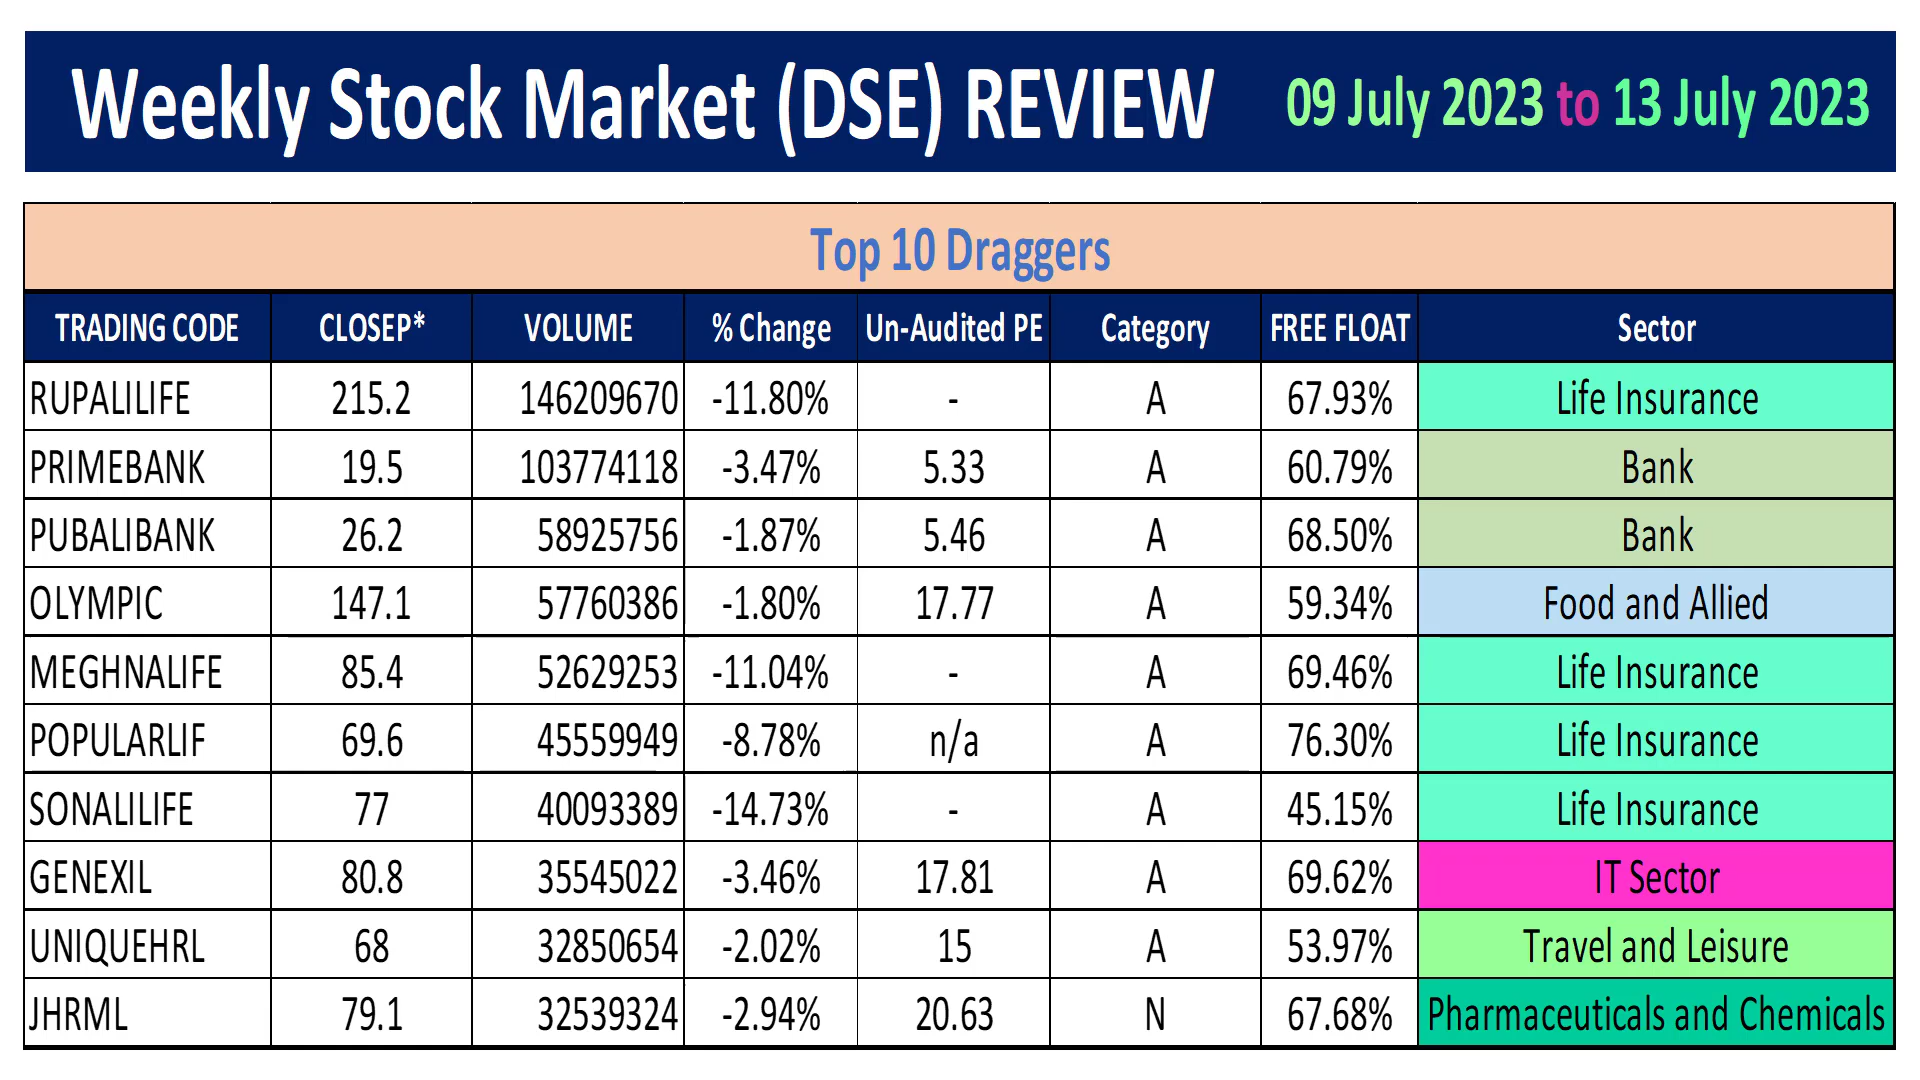 Weekly Stock Market (DSE) REVIEW 09 July 2023 to 13 July 2023
Top 10 Draggers
TRADING CODE CLOSEP* VOLUME % Change Un-Audited PE Category FREE FLOAT Sector
RUPALILIFE 215.2 146209670 -11.80% - A 67.93% Life Insurance
PRIMEBANK 19.5 103774118 -3.47% 5.33 A 60.79% Bank
PUBALIBANK 26.2 58925756 -1.87% 5.46 A 68.50% Bank
OLYMPIC 147.1 57760386 -1.80% 17.77 A 59.34% Food and Allied
MEGHNALIFE 85.4 52629253 -11.04% - A 69.46% Life Insurance
POPULARLIF 69.6 45559949 -8.78% n/a A 76.30% Life Insurance
SONALILIFE 77 40093389 -14.73% - A 45.15% Life Insurance
GENEXIL 80.8 35545022 -3.46% 17.81 A 69.62% IT Sector
UNIQUEHRL 68 32850654 -2.02% 15 A 53.97% Travel and Leisure
JHRML 79.1 32539324 -2.94% 20.63 N 67.68% Pharmaceuticals and Chemicals